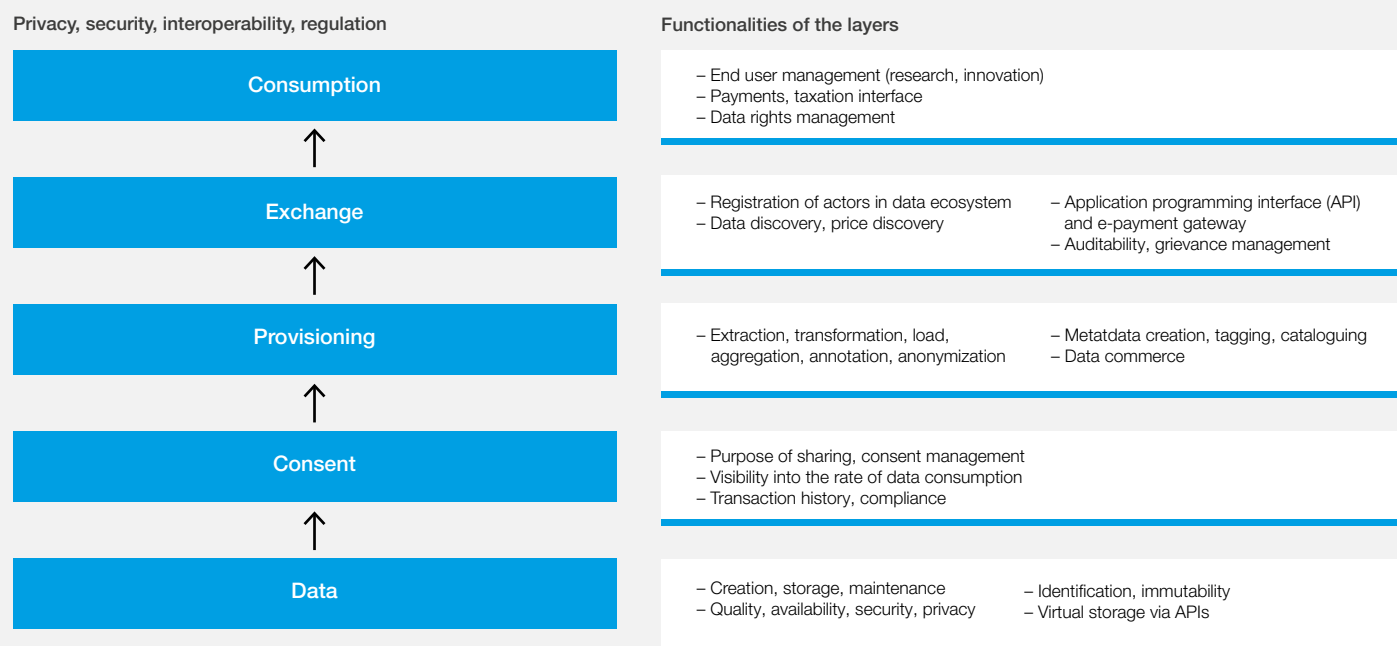 Privacy, security, interoperability, regulation
Functionalities of the layers
Consumption
– End user management (research, innovation)
– Payments, taxation interface
– Data rights management
Exchange
– Registration of actors in data ecosystem
– Data discovery, price discovery
– Application programming interface (API)
and e-payment gateway
– Auditability, grievance management
Provisioning
– Extraction, transformation, load,
aggregation, annotation, anonymization
– Metatdata creation, tagging, cataloguing
– Data commerce
Consent
– Purpose of sharing, consent management
– Visibility into the rate of data consumption
– Transaction history, compliance
Data
– Creation, storage, maintenance
– Quality, availability, security, privacy
– Identification, immutability
– Virtual storage via APIs